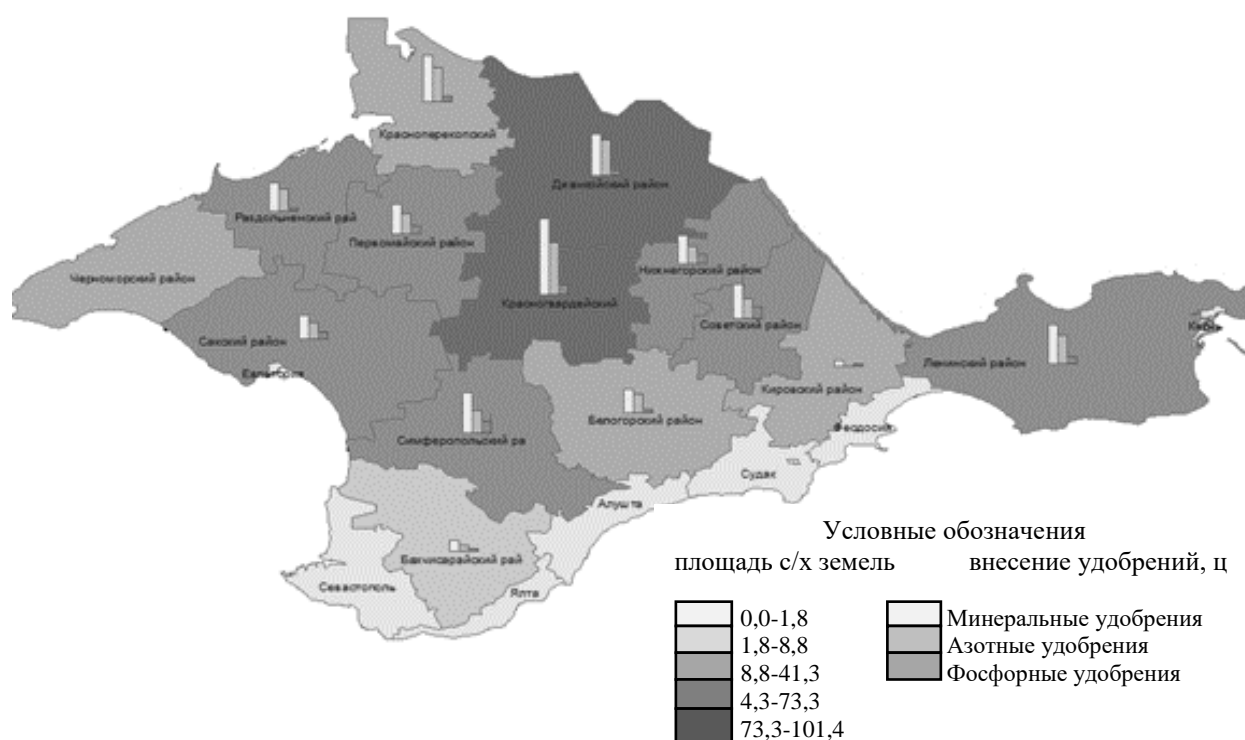 Красноперекопский
Джанкойский район
Раздольненский рай
Первомайский район
Черноморский район
Нижнегорский район
Красногвардейский
Советский район
Сакский район
Евпатория
Керчь
Ленинский район
Кировский район
Белогорский район
Симферопольский ра
Феодосия
Судак
Алушта
Бахчисарайский рай
Севастополь
Ялта
Условные обозначения
площадь с/х земель внесение удобрений, ц
0,0-1,8 Минеральные удобрения
1,8-8,8 Азотные удобрения
8,8-41,3 Фосфорные удобрения
4,3-73,3
73,3-101,4